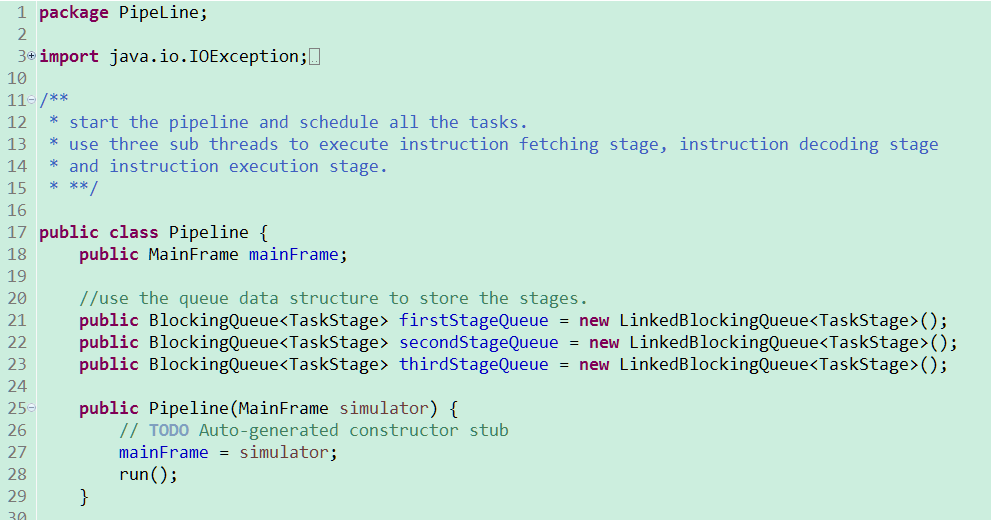 1 package PipeLine;
2
3 import java.io.IOException;
10
11 /**
12  * start the pipeline and schedule all the tasks.
13  * use three sub threads to execute instruction fetching stage, instruction decoding stage
14  * and instruction execution stage.
15  * **/
16
17 public class Pipeline {
18     public MainFrame mainFrame;
19
20     //use the queue data structure to store the stages.
21     public BlockingQueue<TaskStage> firstStageQueue = new LinkedBlockingQueue<TaskStage>();
22     public BlockingQueue<TaskStage> secondStageQueue = new LinkedBlockingQueue<TaskStage>();
23     public BlockingQueue<TaskStage> thirdStageQueue = new LinkedBlockingQueue<TaskStage>();
24
25     public Pipeline(MainFrame simulator) {
26         // TODO Auto-generated constructor stub
27         mainFrame = simulator;
28         run();
29     }
30